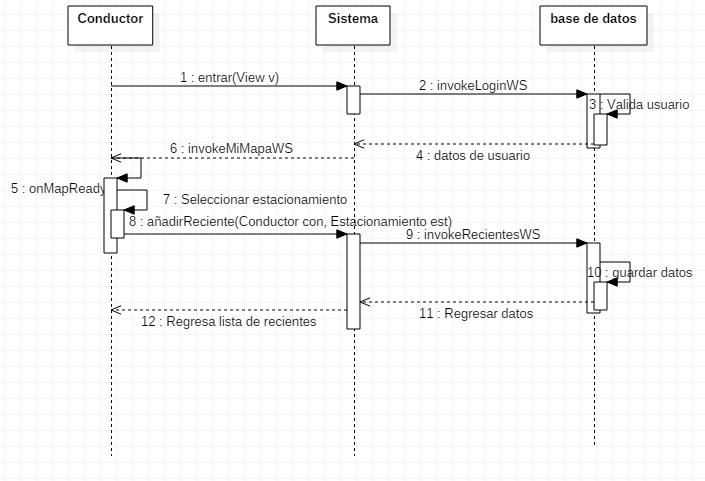 Conductor
Sistema
base de datos
1 : entrar(View v)
2 : invokeLoginWS
3 : Valida usuario
6 : invokeMiMapaWS
4 : datos de usuario
5 : onMapReady
7 : Seleccionar estacionamiento
8 : añadirReciente(Conductor con, Estacionamiento est)
9 : invokeRecientesWS
10 : guardar datos
11 : Regresar datos
12 : Regresa lista de recientes